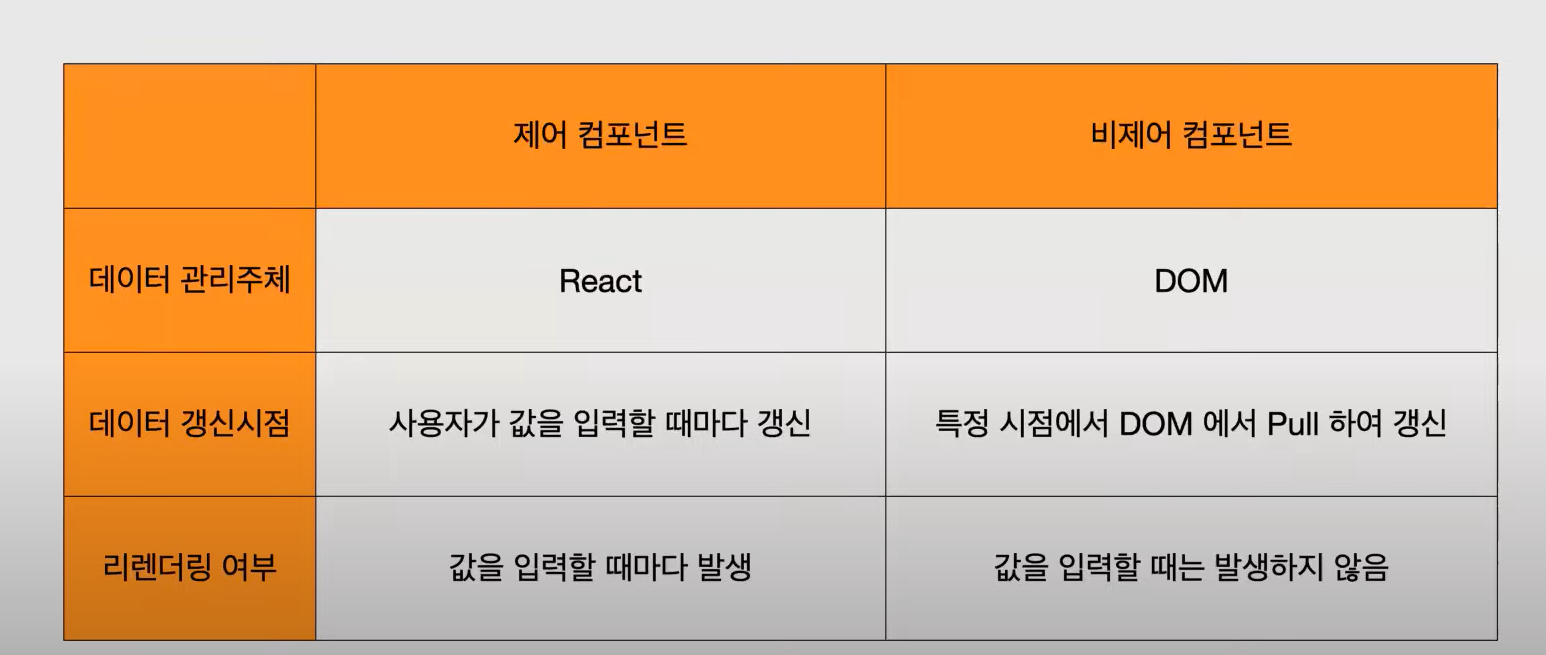 제어 컴포넌트
비제어 컴포넌트
데이터 관리주체
React
DOM
데이터 갱신시점
사용자가 값을 입력할 때마다 갱신
특정 시점에서 DOM 에서 Pull 하여 갱신
리렌더링 여부
값을 입력할 때마다 발생
값을 입력할 때는 발생하지 않음